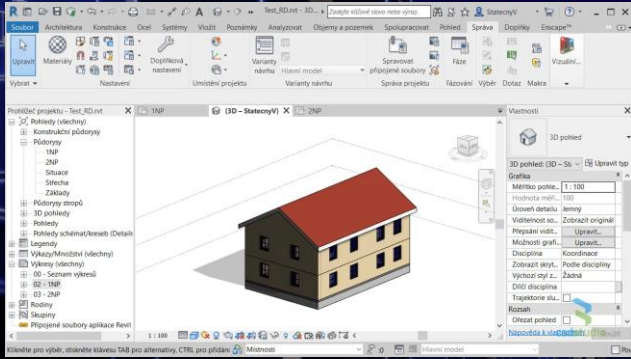 Test_RD.rvt - 3D... Zadejte klíčové slovo nebo výraz StatecnyV
Soubor Architektura Konstrukce Ocel Systémy Vložit Poznámky Analyzovat Objemy a pozemek Spolupracovat Pohled Správa Doplňky Enscape™
Upravit Materiály Doplňková nastavení Varianty návrhu Hlavní model Spravovat připojené soubory Fáze Vizuáln...
Vybrat Nastavení Umístění projektu Varianty návrhu Správa projektu Fázování Výběr Dotaz Makra
Prohlížeč projektu - Test_RD.rvt 1NP (3D – StatecnyV) 2NP Vlastnosti
Pohledy (všechny)
Konstrukční půdorysy
Půdorysy
1NP
2NP
Situace
Střecha
Základy
Půdorysy stropů
3D pohledy
Pohledy
Pohledy schémat/kreseb (Detailn
Legendy
Výkazy/Množství (všechny)
Výkresy (všechny)
00 - Seznam výkresů
02 - 1NP
03 - 2NP
Rodiny
Skupiny
Připojené soubory aplikace Revit
1 : 100
3D pohled
3D pohled: (3D – St Upravit typ
Grafika
Měřítko pohle... 1 : 100
Hodnota měř... 100
Úroveň detailu Jemný
Viditelnost so... Zobrazit originál
Přepsání vidit... Upravit...
Možnosti grafi... Upravit...
Disciplína Koordinace
Zobrazit skryt... Podle disciplíny
Výchozí styl z... Žádná
Dílčí disciplína
Trajektorie slu...
Rozsah
Ořezat pohled
Nápověda k vla
CADSTUDIO
Klikněte pro výběr, stiskněte klávesu TAB pro alternativy, CTRL pro přidání Místnosti :0 Hlavní model